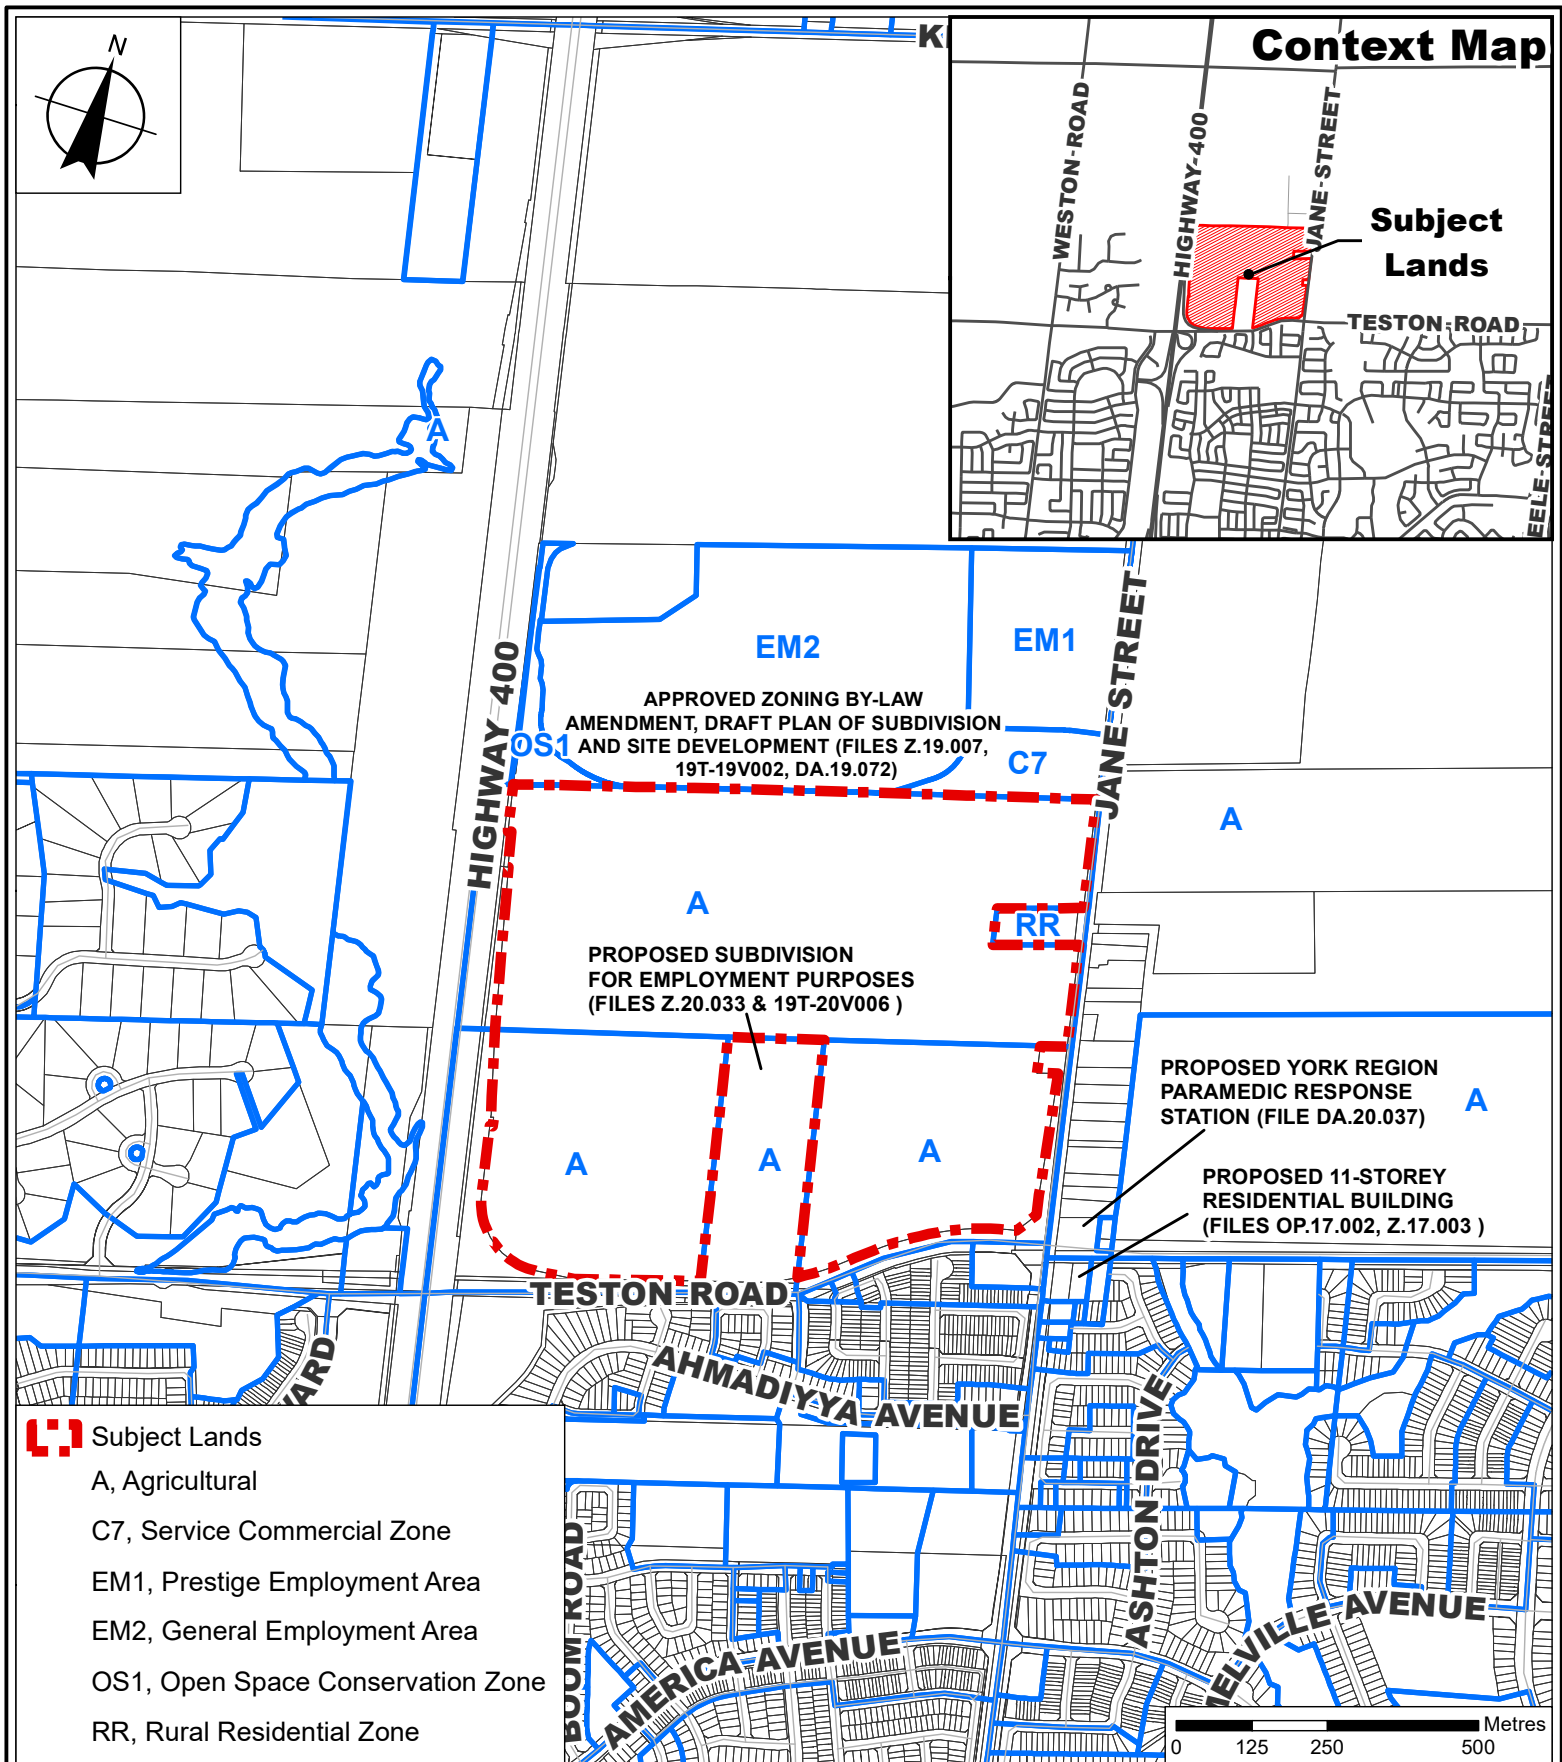 N
Context Map
WESTON ROAD
HIGHWAY 400
JANE STREET
Subject
Lands
TESTON ROAD
A
EM2
EM1
APPROVED ZONING BY-LAW
AMENDMENT, DRAFT PLAN OF SUBDIVISION
AND SITE DEVELOPMENT (FILES Z.19.007,
19T-19V002, DA.19.072)
OS1
C7
HIGHWAY 400
JANE STREET
A
A
RR
PROPOSED SUBDIVISION
FOR EMPLOYMENT PURPOSES
(FILES Z.20.033 & 19T-20V006 )
PROPOSED YORK REGION
PARAMEDIC RESPONSE
STATION (FILE DA.20.037)
A
A
A
A
PROPOSED 11-STOREY
RESIDENTIAL BUILDING
(FILES OP.17.002, Z.17.003 )
TESTON ROAD
AHMADIYYA AVENUE
ASHTON DRIVE
MELVILLE AVENUE
AMERICA AVENUE
Subject Lands
A, Agricultural
C7, Service Commercial Zone
EM1, Prestige Employment Area
EM2, General Employment Area
OS1, Open Space Conservation Zone
RR, Rural Residential Zone
Metres
0 125 250 500